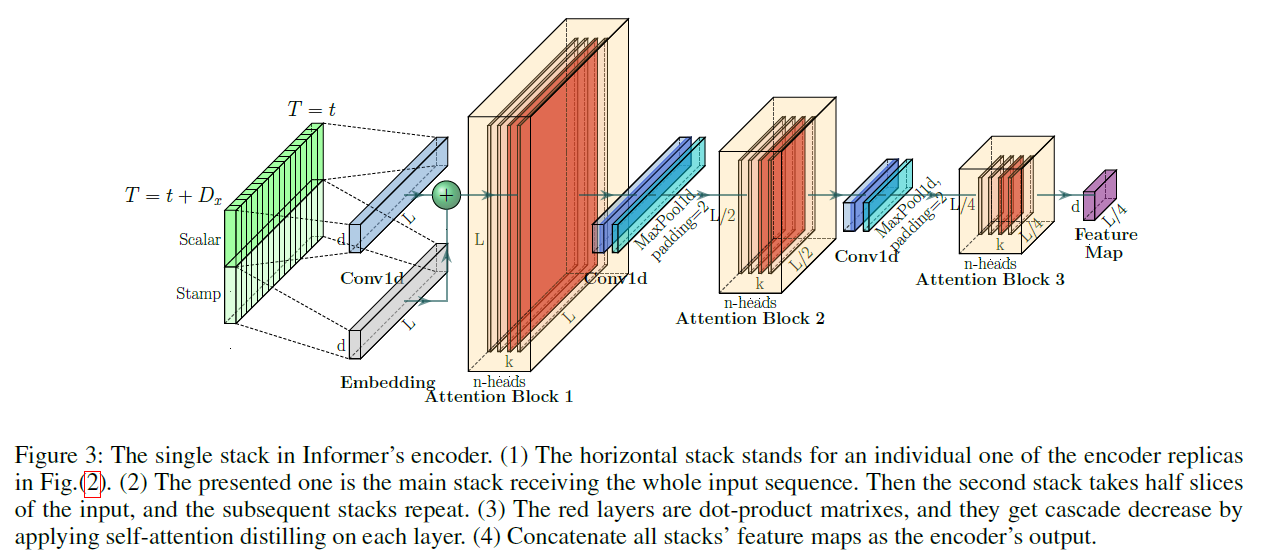 T = t
T = t + Dx
Scalar
Stamp
d
L
Conv1d
d
L
Embedding
+
L
L
k
n-heads
Attention Block 1
Conv1d
MaxPool1d,
padding=2
L/2
L/2
k
n-heads
Attention Block 2
Conv1d
MaxPool1d,
padding=2
L/4
L/4
k
n-heads
Attention Block 3
d
L/4
Feature
Map
Figure 3: The single stack in Informer's encoder. (1) The horizontal stack stands for an individual one of the encoder replicas
in Fig.(2). (2) The presented one is the main stack receiving the whole input sequence. Then the second stack takes half slices
of the input, and the subsequent stacks repeat. (3) The red layers are dot-product matrixes, and they get cascade decrease by
applying self-attention distilling on each layer. (4) Concatenate all stacks' feature maps as the encoder's output.